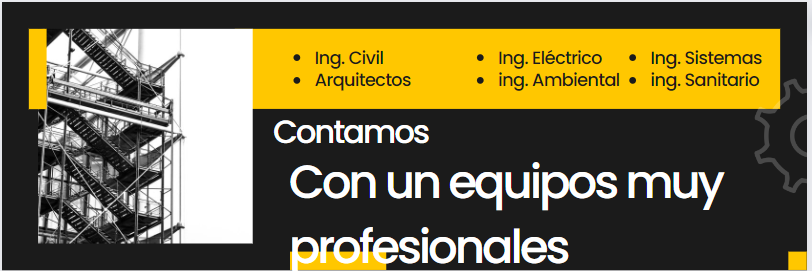 Ing. Civil
Arquitectos
Ing. Eléctrico
ing. Ambiental
Ing. Sistemas
ing. Sanitario
Contamos
Con un equipos muy
profesionales